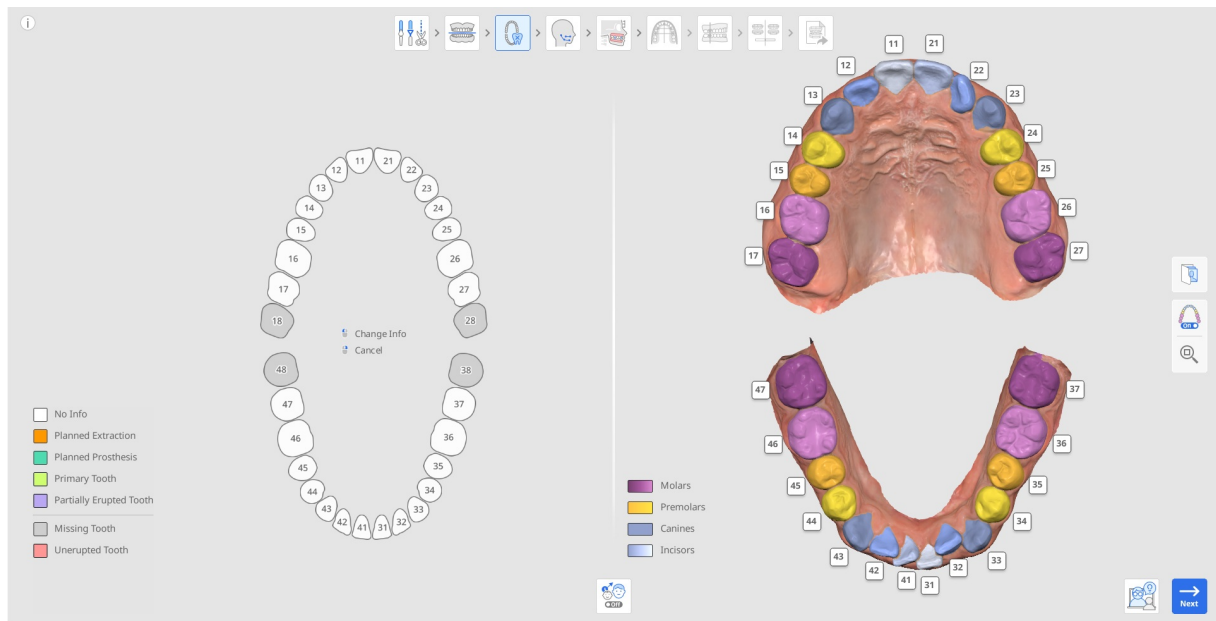 11 21
12 22
13 23
14 24
15 25
16 26
17 27
18 28
Change Info
Cancel
48 38
47 37
46 36
45 35
44 34
43 33
42 41 31 32
No Info
Planned Extraction
Planned Prosthesis
Primary Tooth
Partially Erupted Tooth
Missing Tooth
Unerupted Tooth
11 21
12 22
13 23
14 24
15 25
16 26
17 27
47 37
46 36
45 35
44 34
43 33
42 32
41 31
Molars
Premolars
Canines
Incisors
ON
OFF
Next